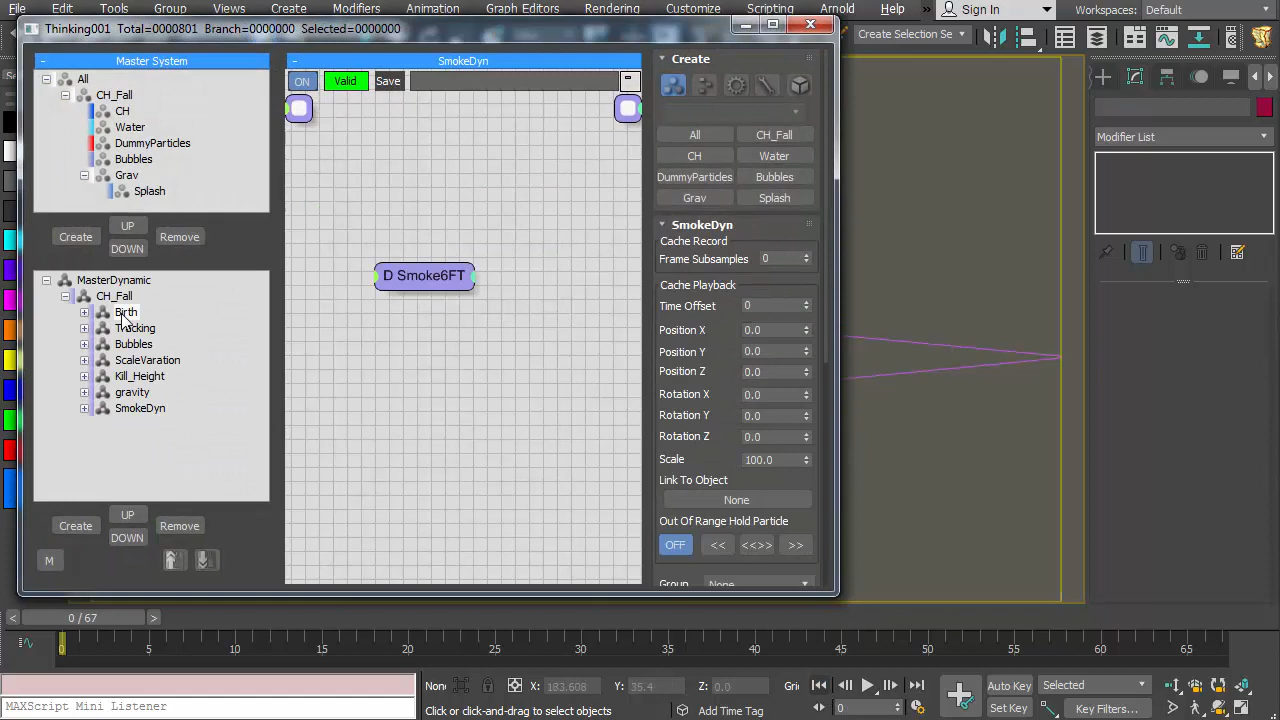 File Edit Tools Group Views Create Modifiers Animation Graph Editors Rendering Customize Scripting Arnold Help » Sign In Workspaces: Default
Thinking001 Total=0000801 Branch=0000000 Selected=0000000
Create Selection Se
Master System
SmokeDyn
Create
All
ON Valid Save
CH_Fall
CH
Water
DummyParticles
Bubbles
Grav
Splash
All CH_Fall
CH Water
DummyParticles Bubbles
Grav Splash
Modifier List
UP
Create Remove
DOWN
SmokeDyn
Cache Record
Frame Subsamples 0
MasterDynamic
CH_Fall
Birth
Bubbles
ScaleVaration
Kill_Height
gravity
SmokeDyn
D Smoke6FT
Cache Playback
Time Offset 0
Position X 0.0
Position Y 0.0
Position Z 0.0
Rotation X 0.0
Rotation Y 0.0
Rotation Z 0.0
Scale 100.0
Link To Object
None
Out Of Range Hold Particle
OFF << <<>> >>
Group None
UP
Create Remove
DOWN
M
< 0 / 67 >
0 5 10 15 20 25 30 35 40 45 50 55 60 65
None X: 183.608 Y: 35.4 Z: 0.0 Gri
Auto Key Selected
MAXScript Mini Listener
Click or click-and-drag to select objects
Add Time Tag
0
Set Key Key Filters...